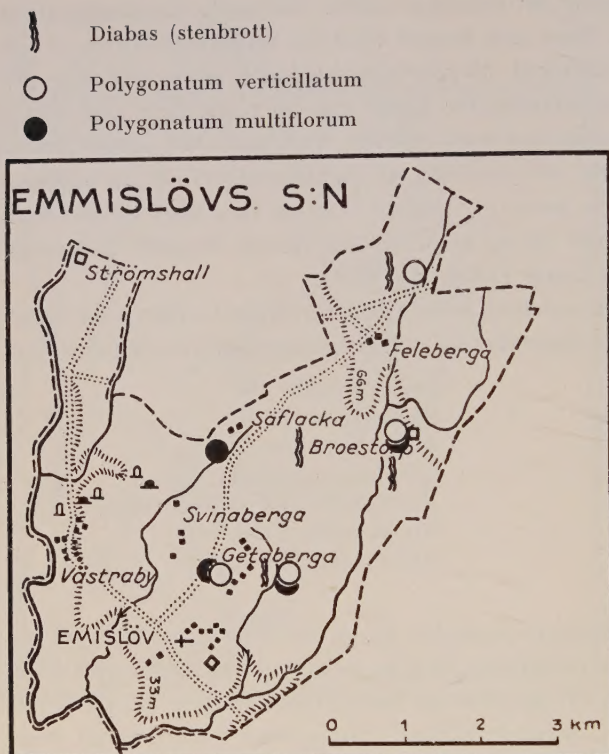 Diabas (stenbrott)
Polygonatum verticillatum
Polygonatum multiflorum
EMMISLÖVS. S:N
Strömshall
Feleberga
66 m
Säflacka
Broestorp
Svinaberga
Getaberga
Västraby
EMISLÖV
33 m
0 1 2 3 km